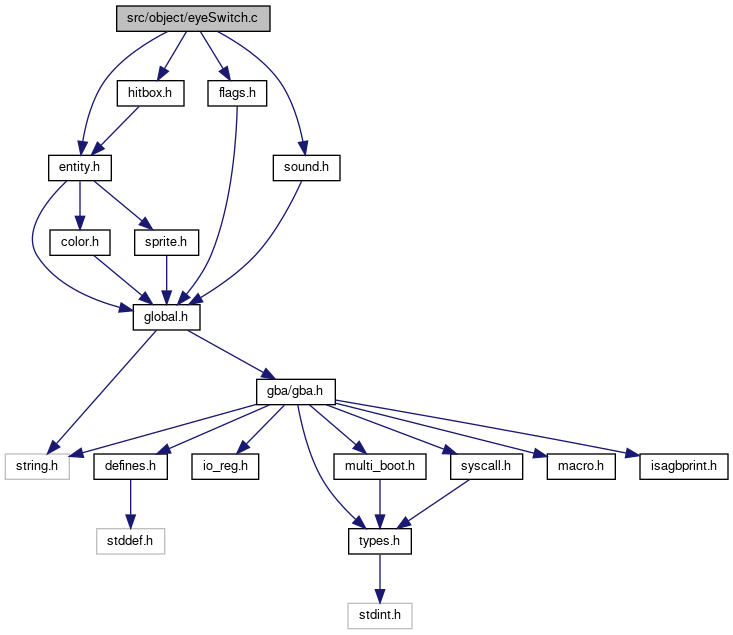 src/object/eyeSwitch.c
hitbox.h
flags.h
entity.h
sound.h
color.h
sprite.h
global.h
gba/gba.h
string.h
defines.h
io_reg.h
multi_boot.h
syscall.h
macro.h
isagbprint.h
stddef.h
types.h
stdint.h